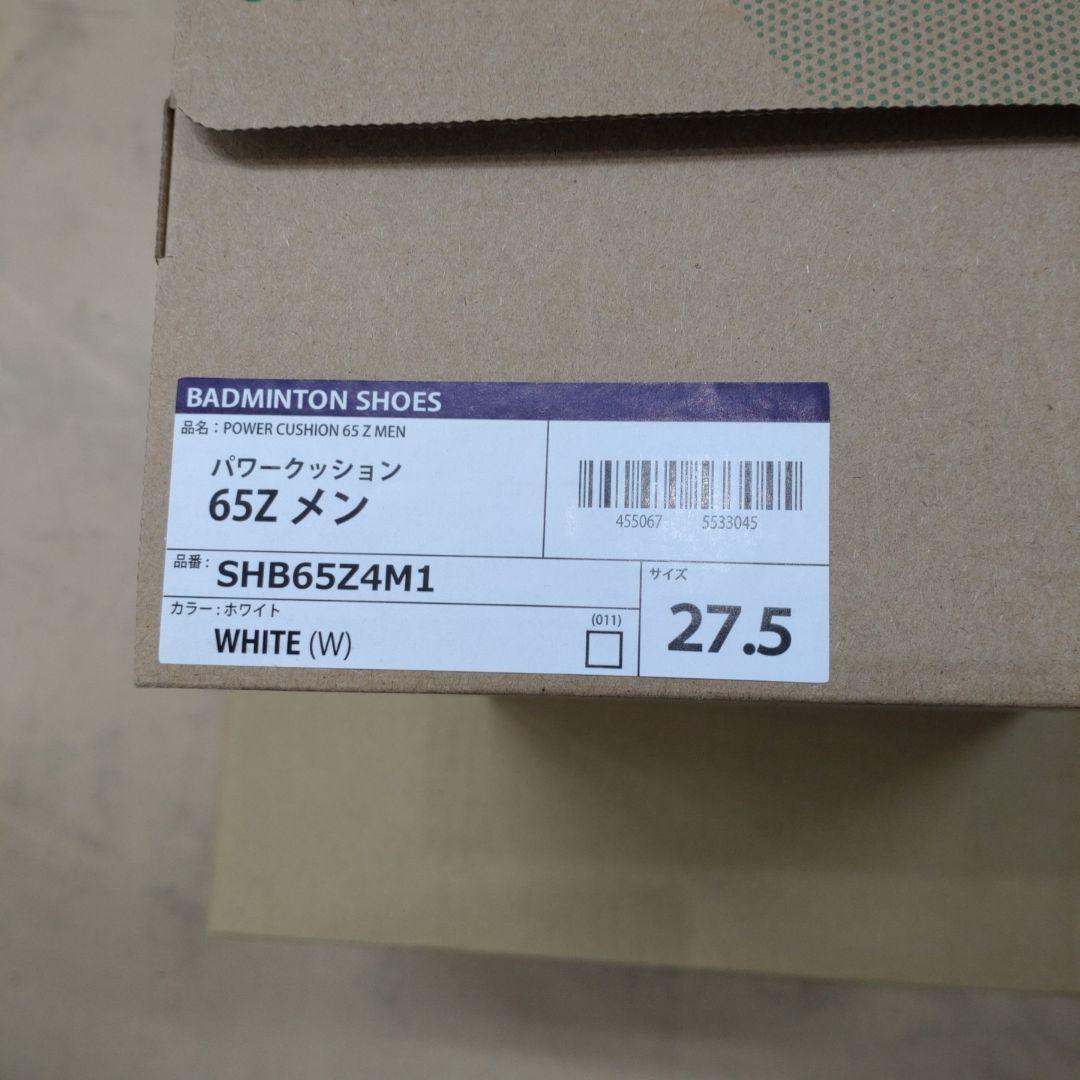 BADMINTON SHOES
品名：POWER CUSHION 65 Z MEN
パワークッション
65Z メン
455067 5533045
品番：
SHB65Z4M1
カラー：ホワイト
WHITE (W)
(011)
サイズ
27.5